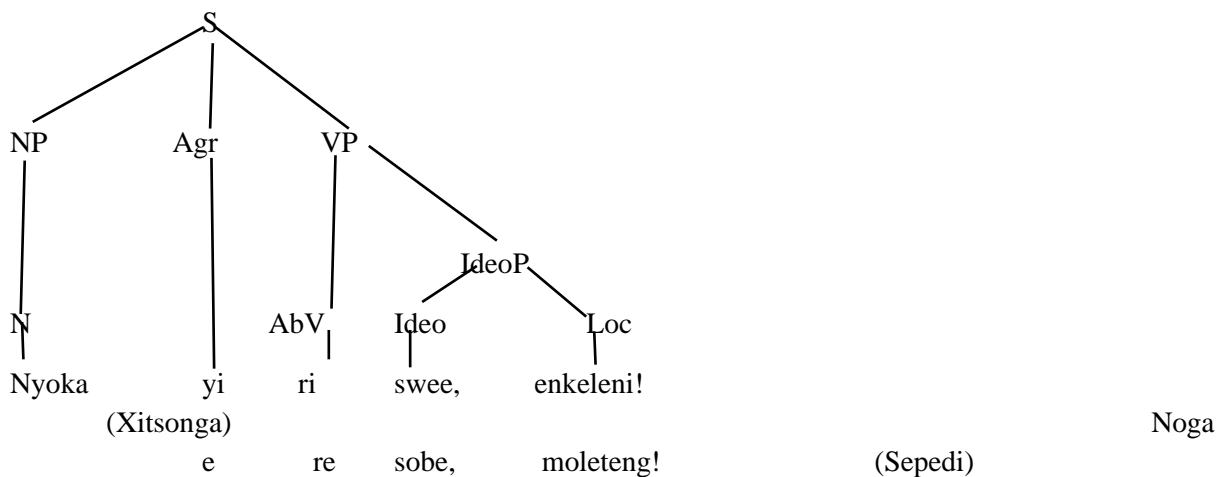 S
NP Agr VP
IdeoP
N AbV Ideo Loc
Nyoka yi ri swee, enkeleni!
(Xitsonga) Noga
e re sobe, moleteng! (Sepedi)